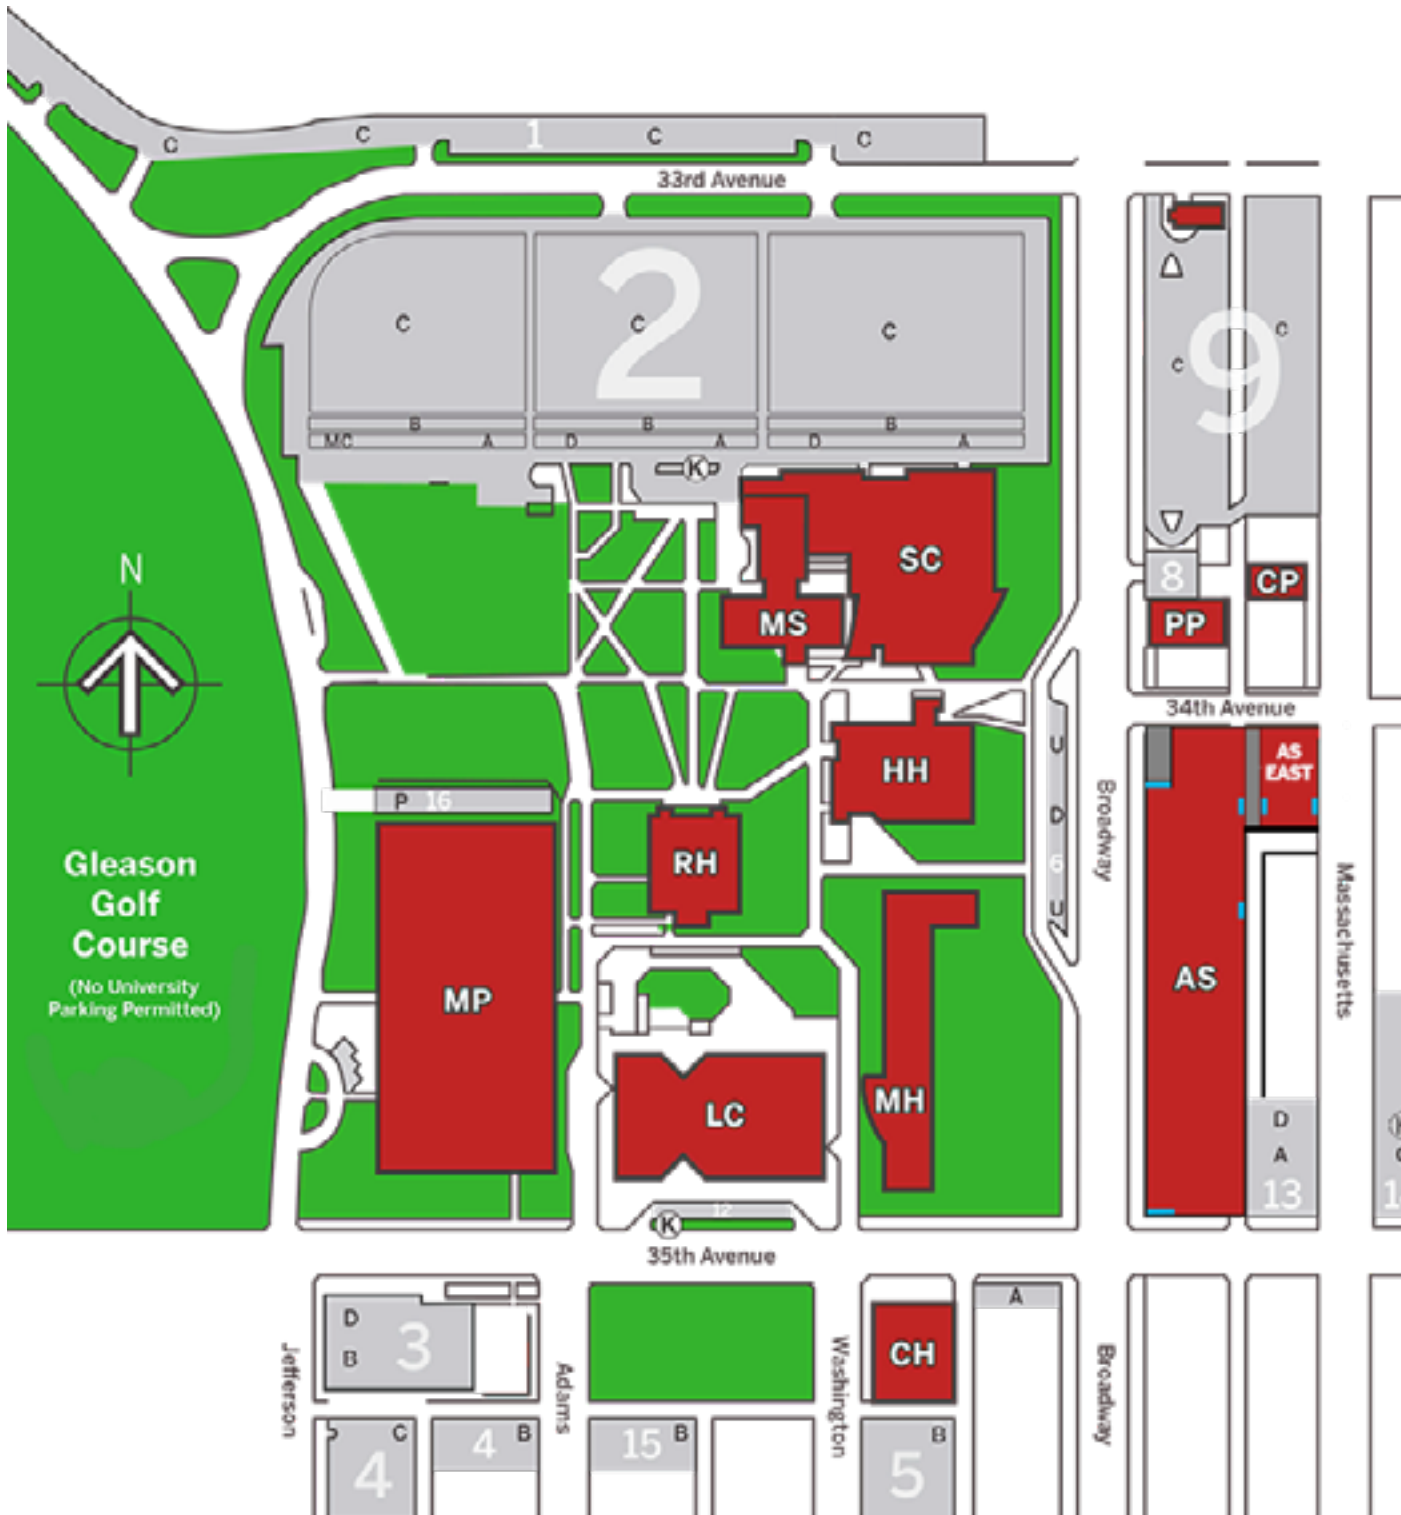 C
C
1
C
C
33rd Avenue
2
C
C
C
9
C
C
B
B
B
MC
A
D
A
D
A
K
SC
N
8
CP
MS
PP
34th Avenue
U
AS
EAST
HH
P
16
D
Broadway
Gleason
Golf
Course
(No University
Parking Permitted)
RH
6
U
Massachusetts
MP
AS
LC
MH
D
A
13
K
12
35th Avenue
A
D
B
3
CH
Jefferson
Adams
Washington
Broadway
C
4
4
B
15
B
B
5